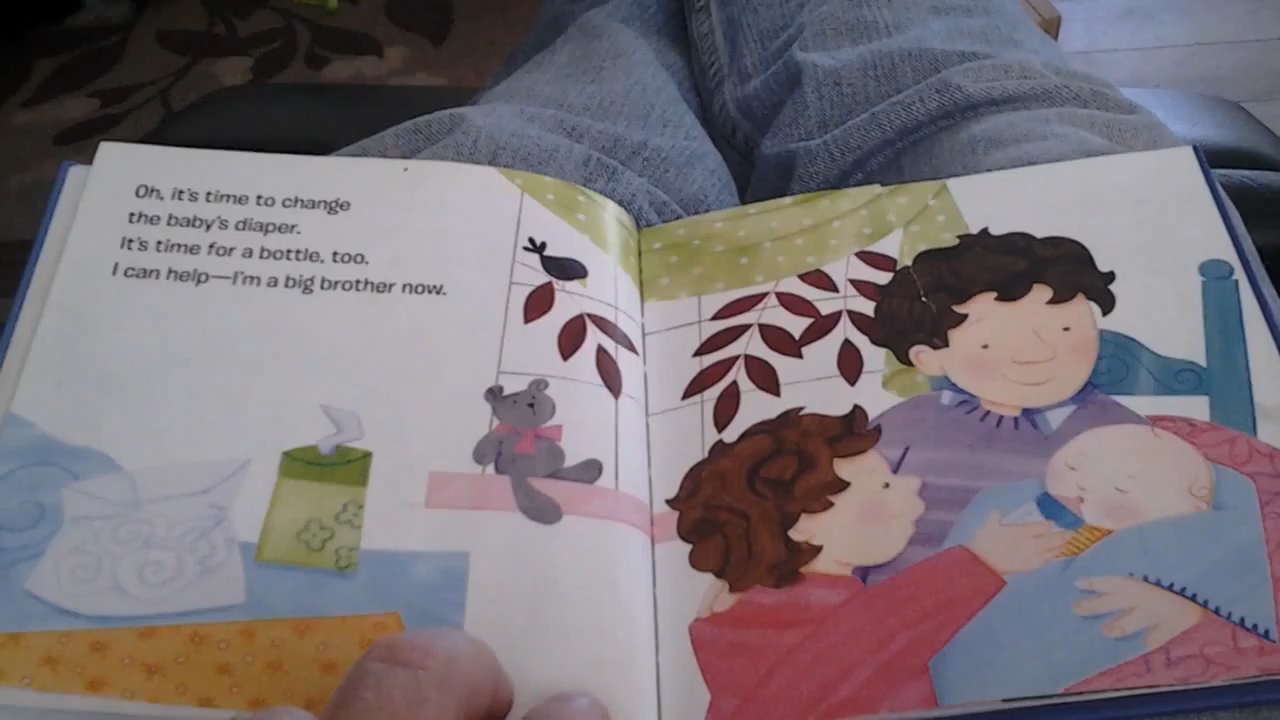 Oh, it's time to change
the baby's diaper.
It's time for a bottle, too.
I can help—I'm a big brother now.